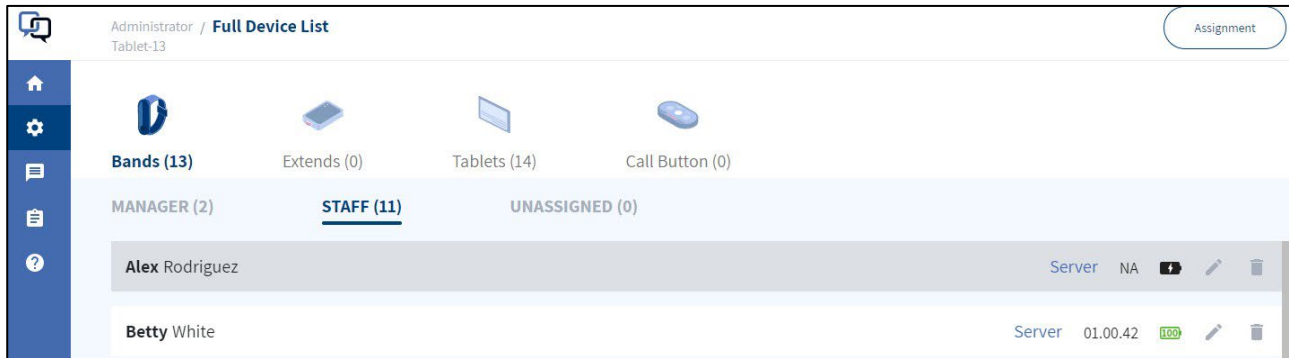 Administrator / Full Device List
Tablet-13
Assignment
Bands (13) Extends (0) Tablets (14) Call Button (0)
MANAGER (2) STAFF (11) UNASSIGNED (0)
Alex Rodriguez Server NA
Betty White Server 01.00.42 100